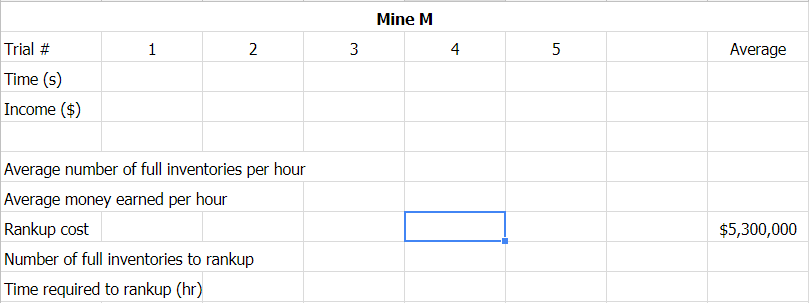 Mine M
Trial # 1 2 3 4 5 Average
Time (s)
Income ($)
Average number of full inventories per hour
Average money earned per hour
Rankup cost $5,300,000
Number of full inventories to rankup
Time required to rankup (hr)